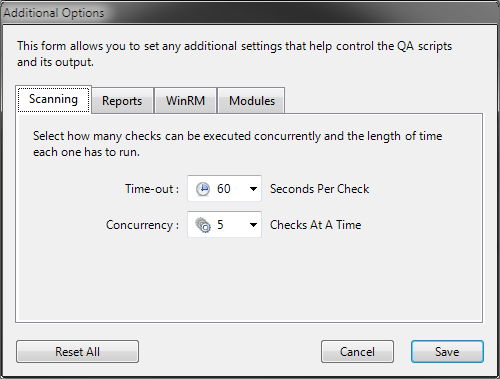 Additional Options
This form allows you to set any additional settings that help control the QA scripts
and its output.
Scanning Reports WinRM Modules
Select how many checks can be executed concurrently and the length of time
each one has to run.
Time-out : 60 Seconds Per Check
Concurrency : 5 Checks At A Time
Reset All Cancel Save